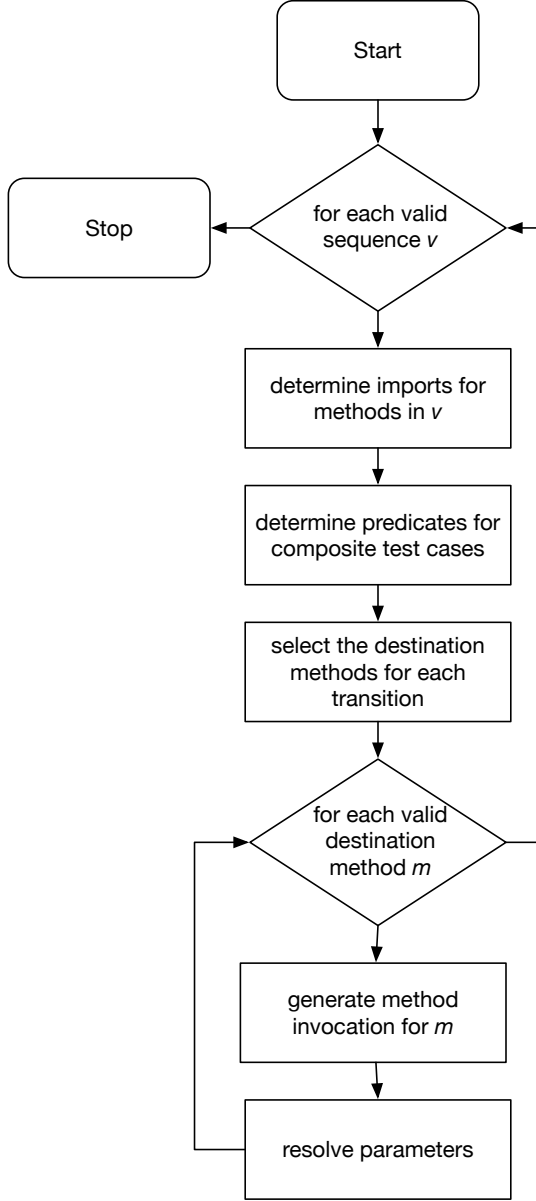 Start
for each valid
sequence v
Stop
determine imports for
methods in v
determine predicates for
composite test cases
select the destination
methods for each
transition
for each valid
destination
method m
generate method
invocation for m
resolve parameters